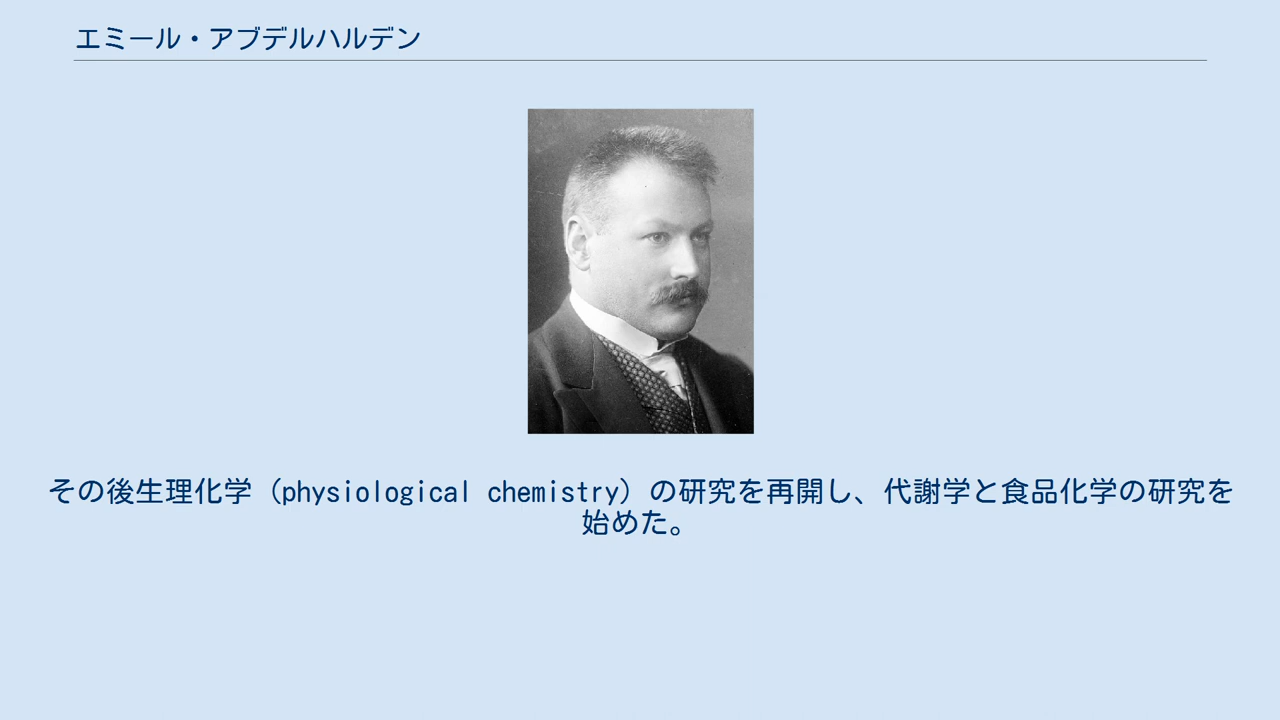 エミール・アブデルハルデン
その後生理化学（physiological chemistry）の研究を再開し、代謝学と食品化学の研究を
始めた。